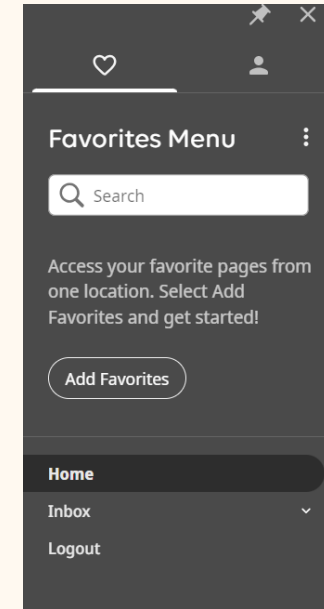 Favorites Menu
Search
Access your favorite pages from
one location. Select Add
Favorites and get started!
Add Favorites
Home
Inbox
Logout